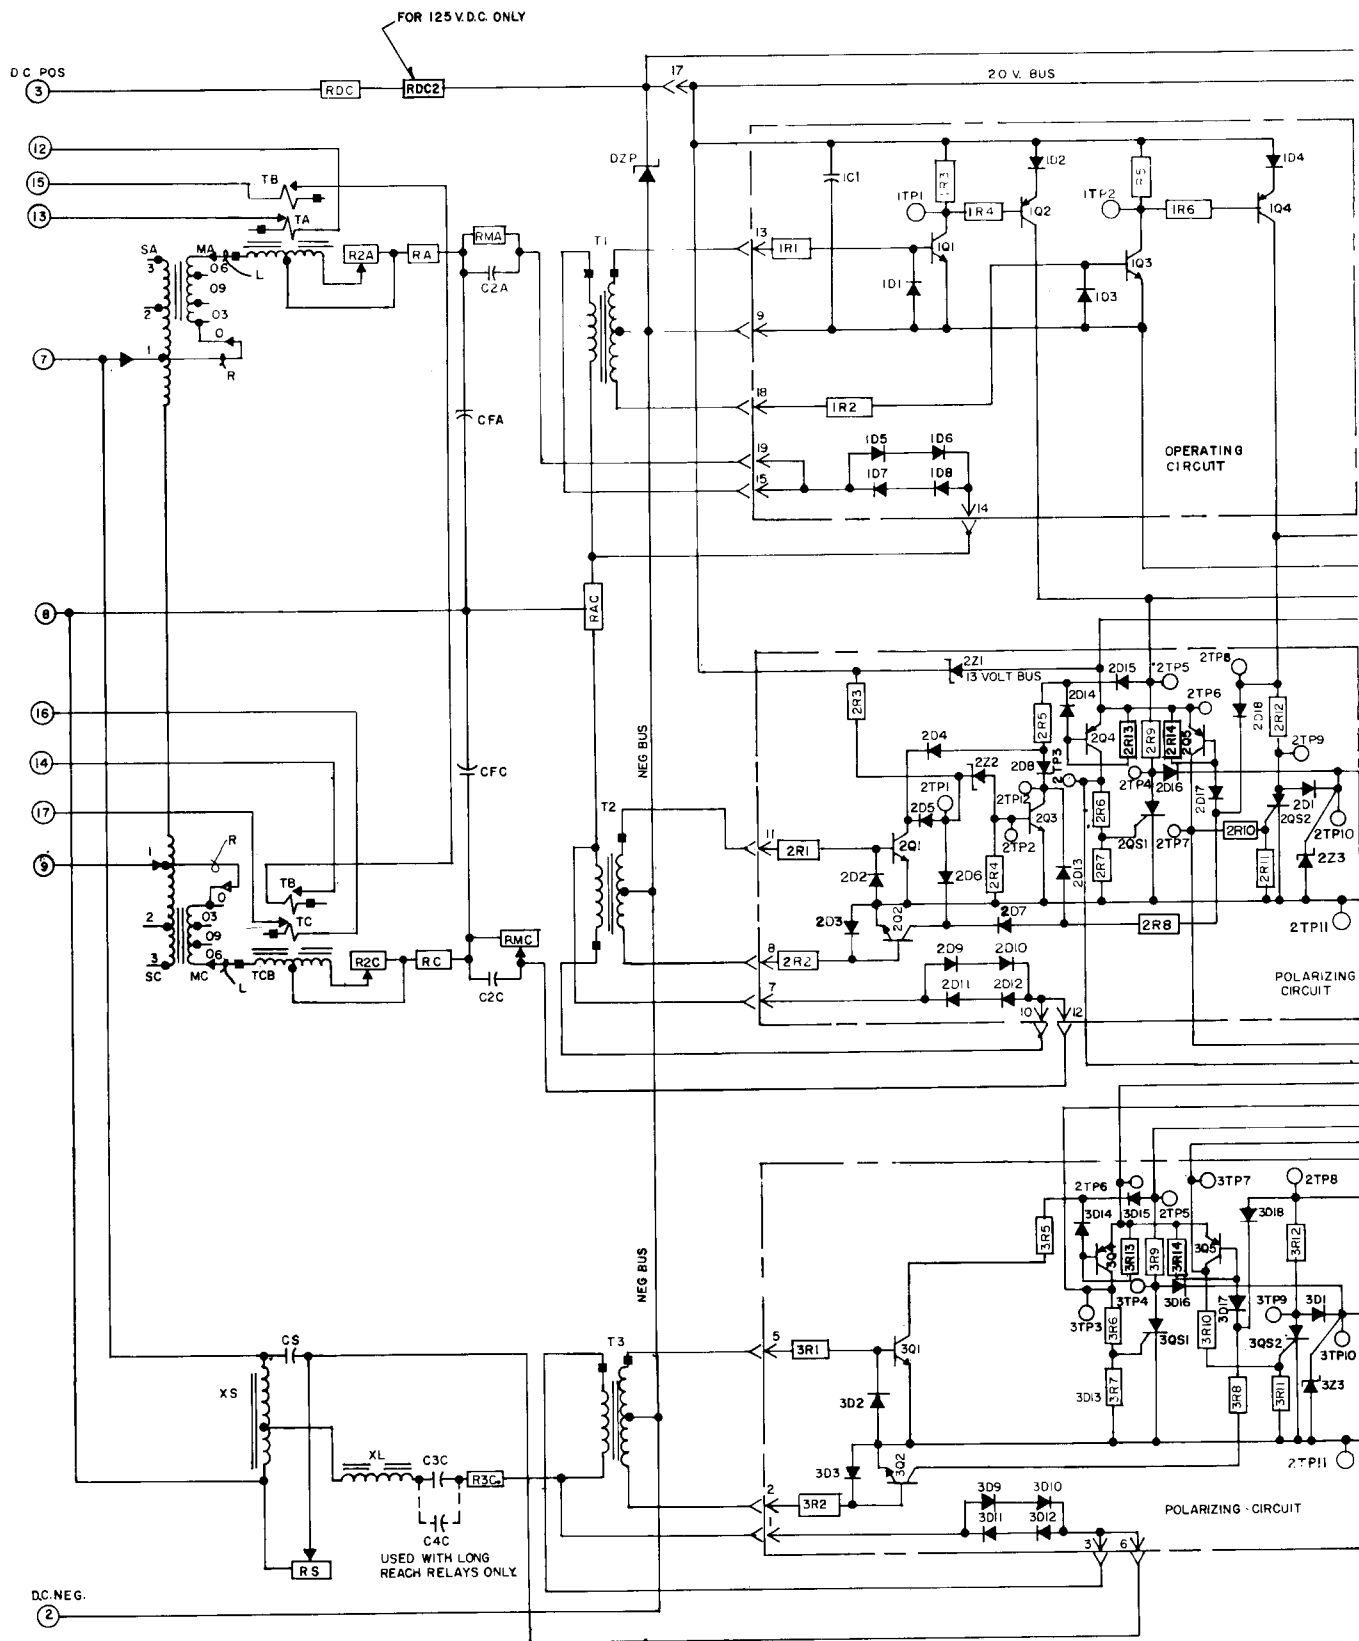 FOR 125 V.D.C. ONLY
DC POS
3
RDC
RDC2
17
20 V. BUS
12
15
13
TB
TA
DZP
1C1
1R3
1D2
R5
1D4
1TP1
1R4
1Q2
1TP2
1R6
1Q4
SA
3
MA
06
09
03
O
L
R2A
RA
RMA
C2A
T1
13
1R1
1Q1
1D1
1Q3
1D3
2
9
7
1
R
CFA
18
1R2
19
15
1D5
1D6
1D7
1D8
14
OPERATING
CIRCUIT
8
RAC
2Z1
13 VOLT BUS
2D15
2TP5
2TP8
2R3
2D14
2TP6
2R5
2Q4
2R13
2R9
2R14
2Q5
2D18
2R12
16
14
17
CFC
NEG BUS
2D4
2Z2
2D8
2TP3
2TP4
2D16
2D17
2TP9
T2
2TP1
2D5
2TP12
2Q3
2TP2
2R6
2QS1
2TP7
2R10
2QS2
2D1
2TP10
9
1
R
11
2R1
2Q1
2D2
2D6
2R4
2D13
2R7
2R11
2Z3
TB
TC
O
2
03
09
06
3
SC
MC
L
TCB
R2C
RC
RMC
C2C
2D3
2Q2
2D7
2R8
2TP11
8
2R2
7
2D9
2D10
2D11
2D12
10
12
POLARIZING
CIRCUIT
2TP6
3D14
3D15
2TP5
3TP7
2TP8
3R5
3D18
3Q4
3R13
3R9
3R14
3Q5
3R12
NEG BUS
3TP3
3TP4
3D16
3D17
3TP9
3D1
3R6
3QS1
3R10
3QS2
3TP10
CS
XS
T3
5
3R1
3Q1
3D2
3D13
3R7
3R8
3R11
3Z3
XL
C3C
R3C
C4C
USED WITH LONG
REACH RELAYS ONLY.
RS
3D3
3Q2
2TP11
2
3R2
1
3D9
3D10
3D11
3D12
3
6
POLARIZING - CIRCUIT
D.C. NEG.
2